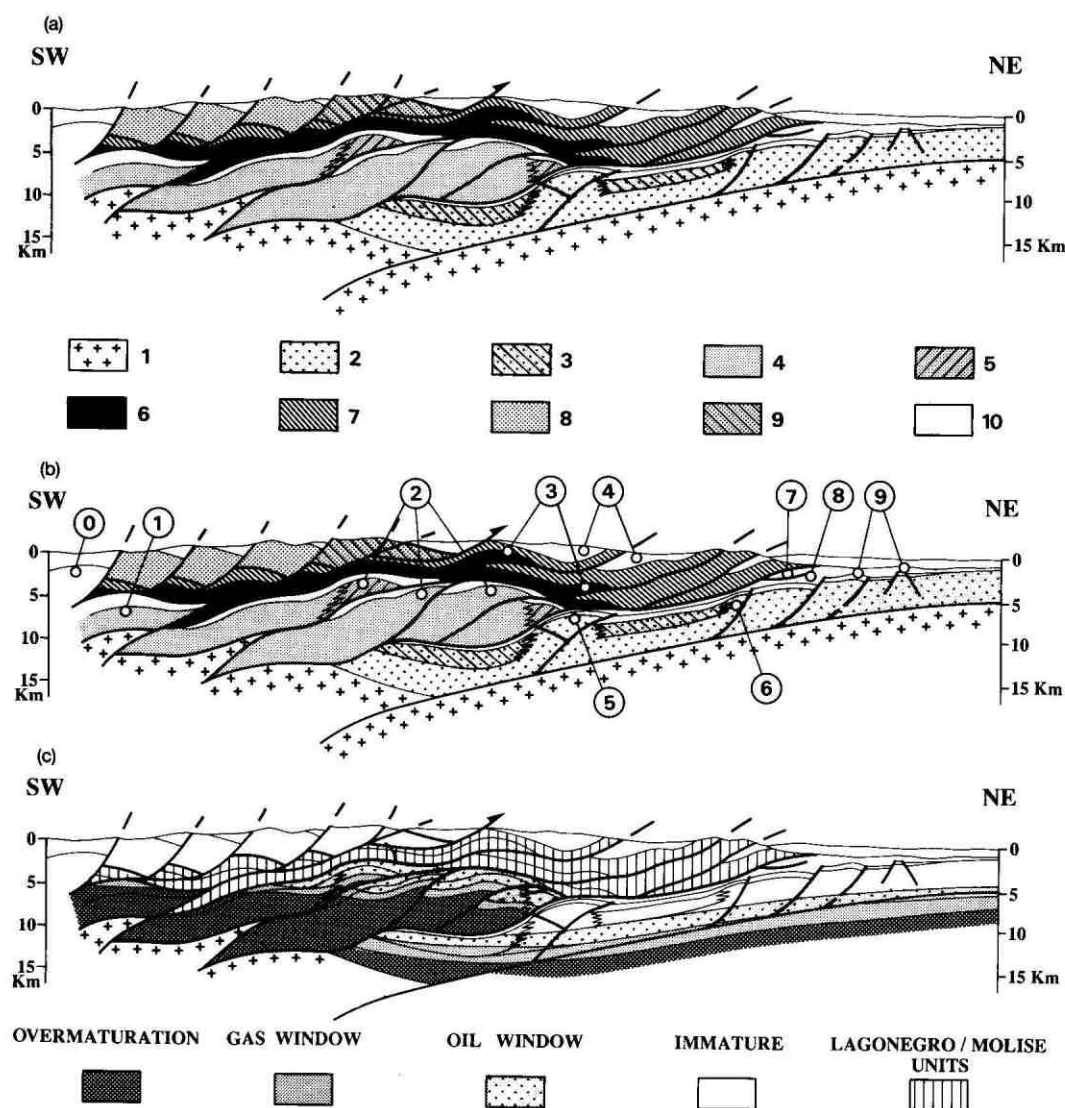 (a)
SW
NE
0 0
5 5
10 10
15 15 Km
Km
1 2 3 4 5
6 7 8 9 10
(b)
SW
NE
0 1 2 3 4 7 8 9
0 0
5 5
10 10
15 15 Km
Km
5 6
(c)
SW
NE
0 0
5 5
10 10
15 15 Km
Km
OVERMATURATION GAS WINDOW OIL WINDOW IMMATURE LAGONEGRO / MOLISE
UNITS